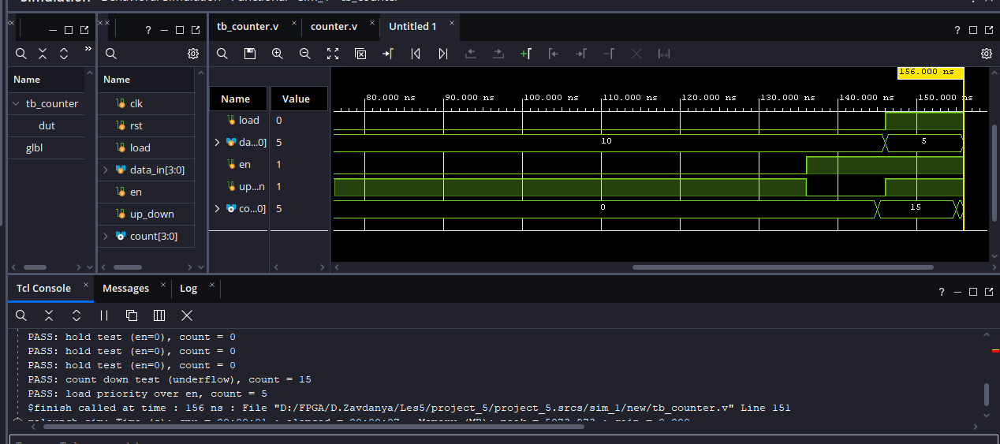 tb_counter.v
counter.v
Untitled 1
Name
tb_counter
dut
glbl
Name
clk
rst
load
data_in[3:0]
en
up_down
count[3:0]
Name Value
load 0
da...0] 5
en 1
up...n 1
co...0] 5
156.000 ns
80.000 ns 90.000 ns 100.000 ns 110.000 ns 120.000 ns 130.000 ns 140.000 ns 150.000 ns
10 5
0 15
Tcl Console Messages Log
PASS: hold test (en=0), count = 0
PASS: hold test (en=0), count = 0
PASS: hold test (en=0), count = 0
PASS: count down test (underflow), count = 15
PASS: load priority over en, count = 5
$finish called at time : 156 ns : File "D:/FPGA/D.Zavdanya/Les5/project_5/project_5.srcs/sim_1/new/tb_counter.v" Line 151